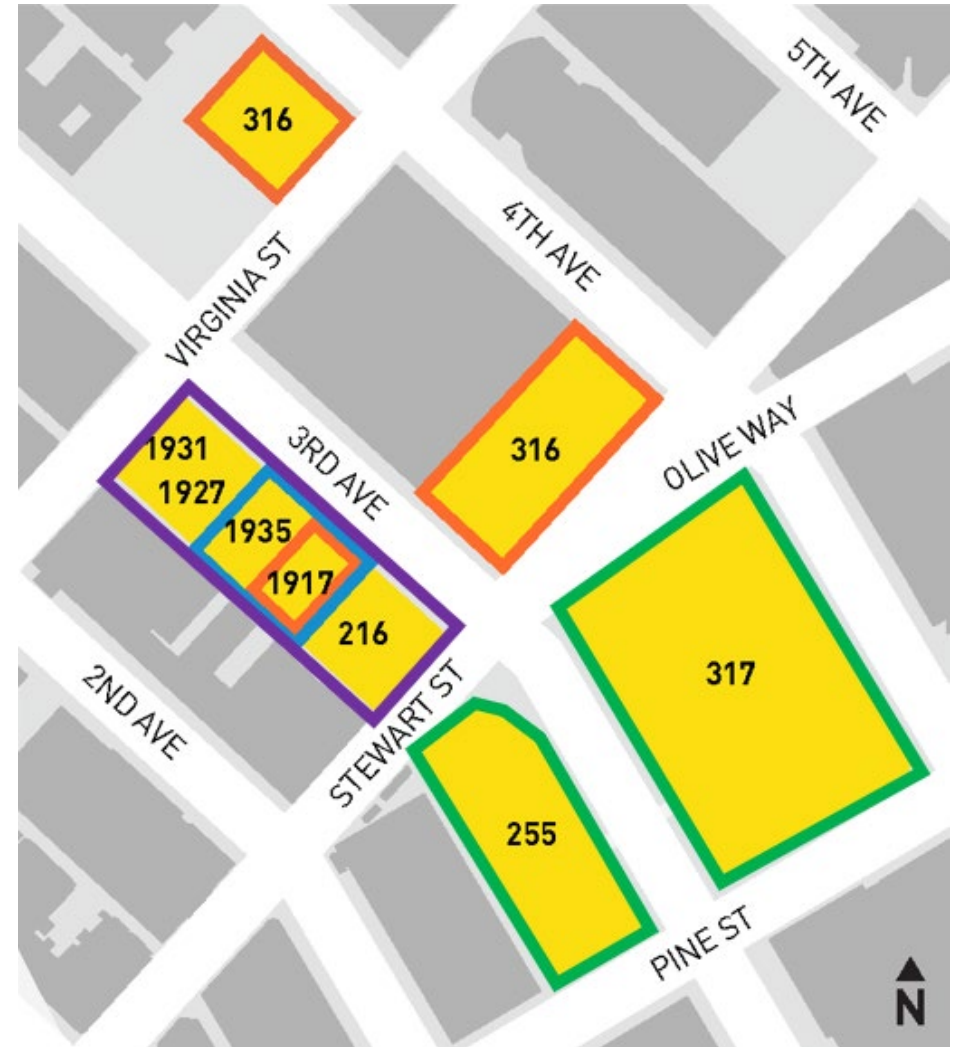 5TH AVE
316
4TH AVE
VIRGINIA ST
OLIVE WAY
3RD AVE
316
1931
1927
1935
1917
216
317
2ND AVE
STEWART ST
255
PINE ST
N